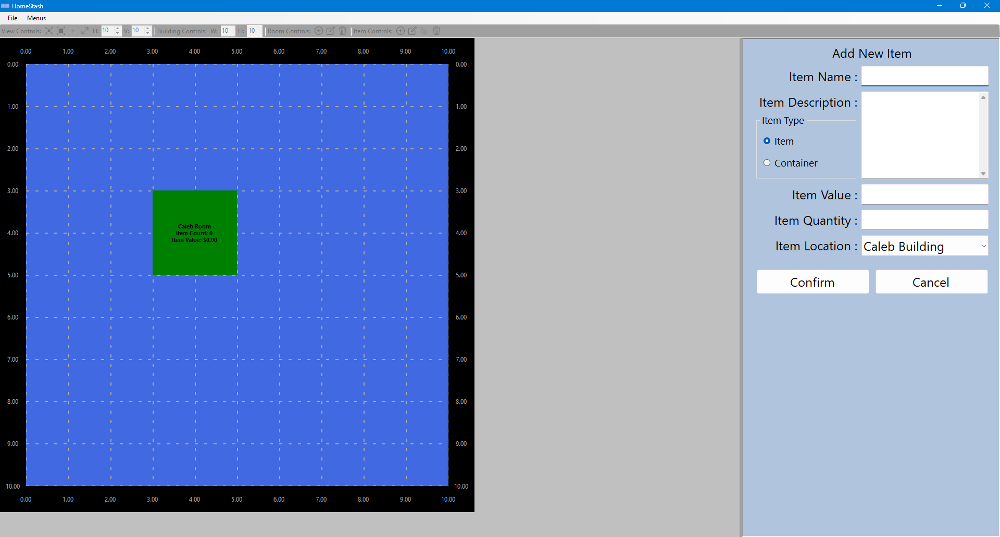 HomeStash
File Menus
View Controls: H: 10 V: 10 Building Controls: W: 10 H: 10 Room Controls: Item Controls:
0.00 1.00 2.00 3.00 4.00 5.00 6.00 7.00 8.00 9.00 10.00
0.00 0.00
1.00 1.00
2.00 2.00
3.00 3.00
Caleb Room
4.00 Item Count: 0 4.00
Item Value: $0.00
5.00 5.00
6.00 6.00
7.00 7.00
8.00 8.00
9.00 9.00
10.00 10.00
0.00 1.00 2.00 3.00 4.00 5.00 6.00 7.00 8.00 9.00 10.00
Add New Item
Item Name :
Item Description :
Item Type
Item
Container
Item Value :
Item Quantity :
Item Location : Caleb Building
Confirm Cancel